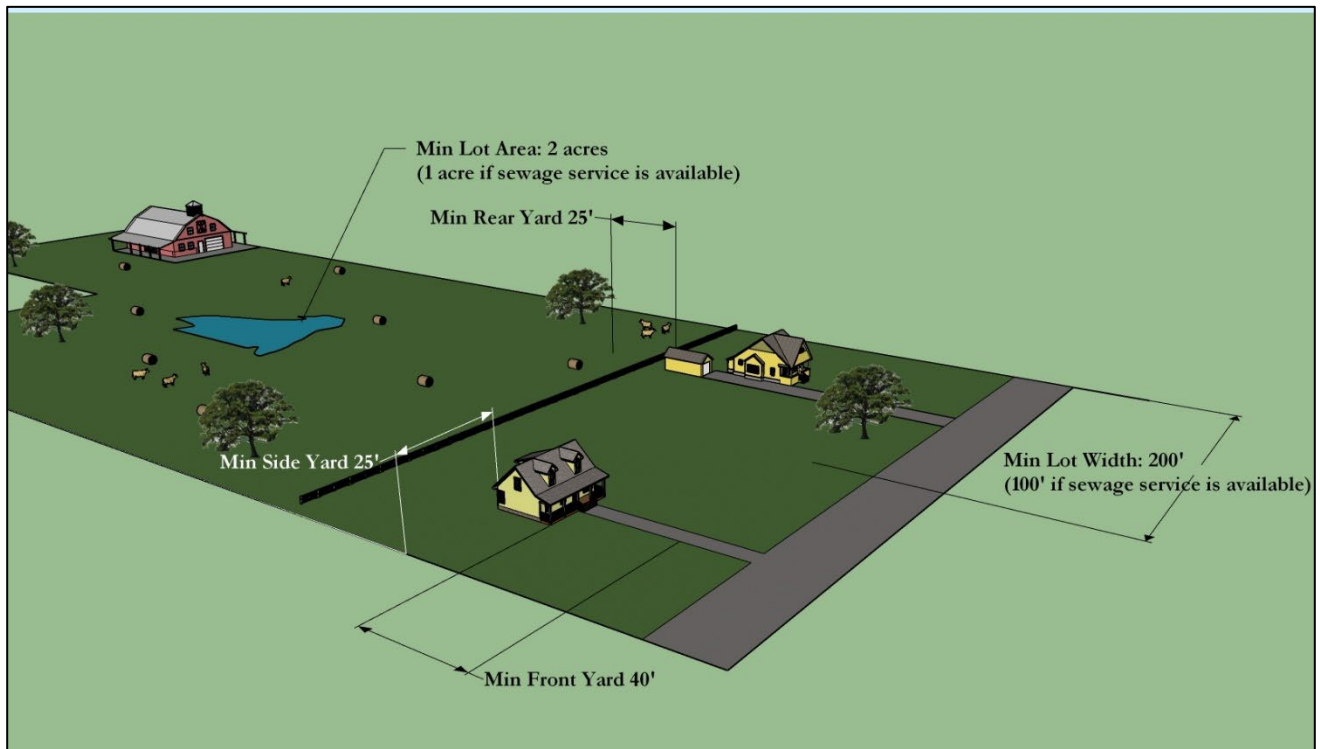 Min Lot Area: 2 acres
(1 acre if sewage service is available)
Min Rear Yard 25'
Min Side Yard 25'
Min Lot Width: 200'
(100' if sewage service is available)
Min Front Yard 40'